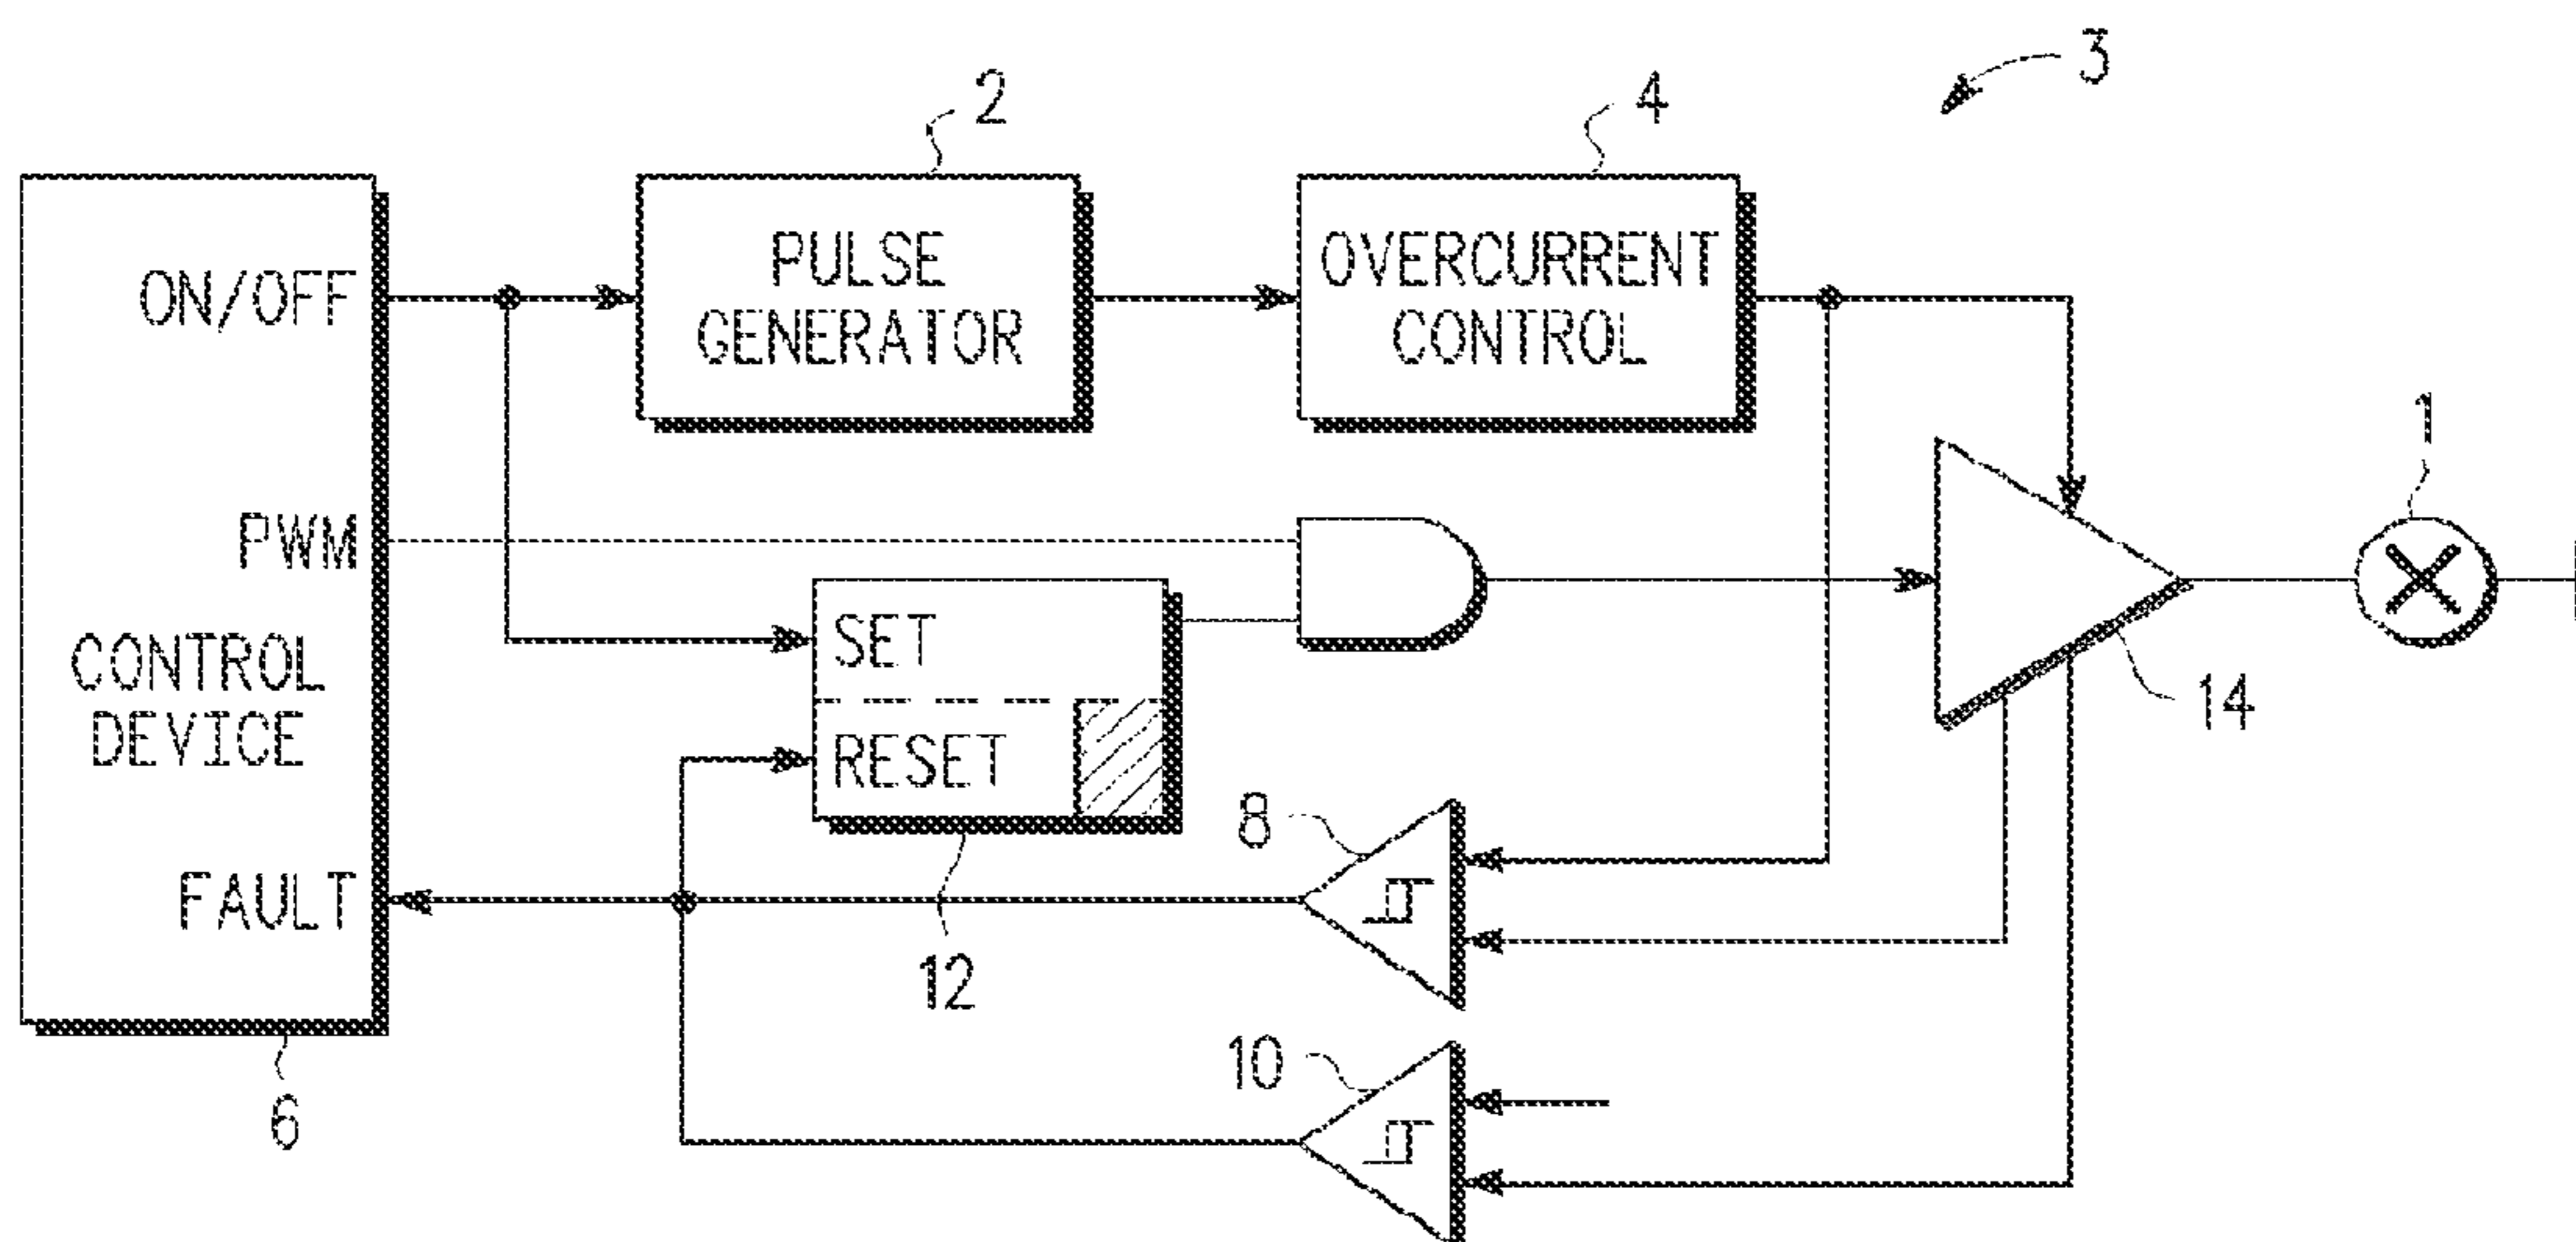 3
2
4
PULSE
GENERATOR
OVERCURRENT
CONTROL
ON/OFF
1
PWM
SET
CONTROL
DEVICE
RESET
14
8
FAULT
12
10
6